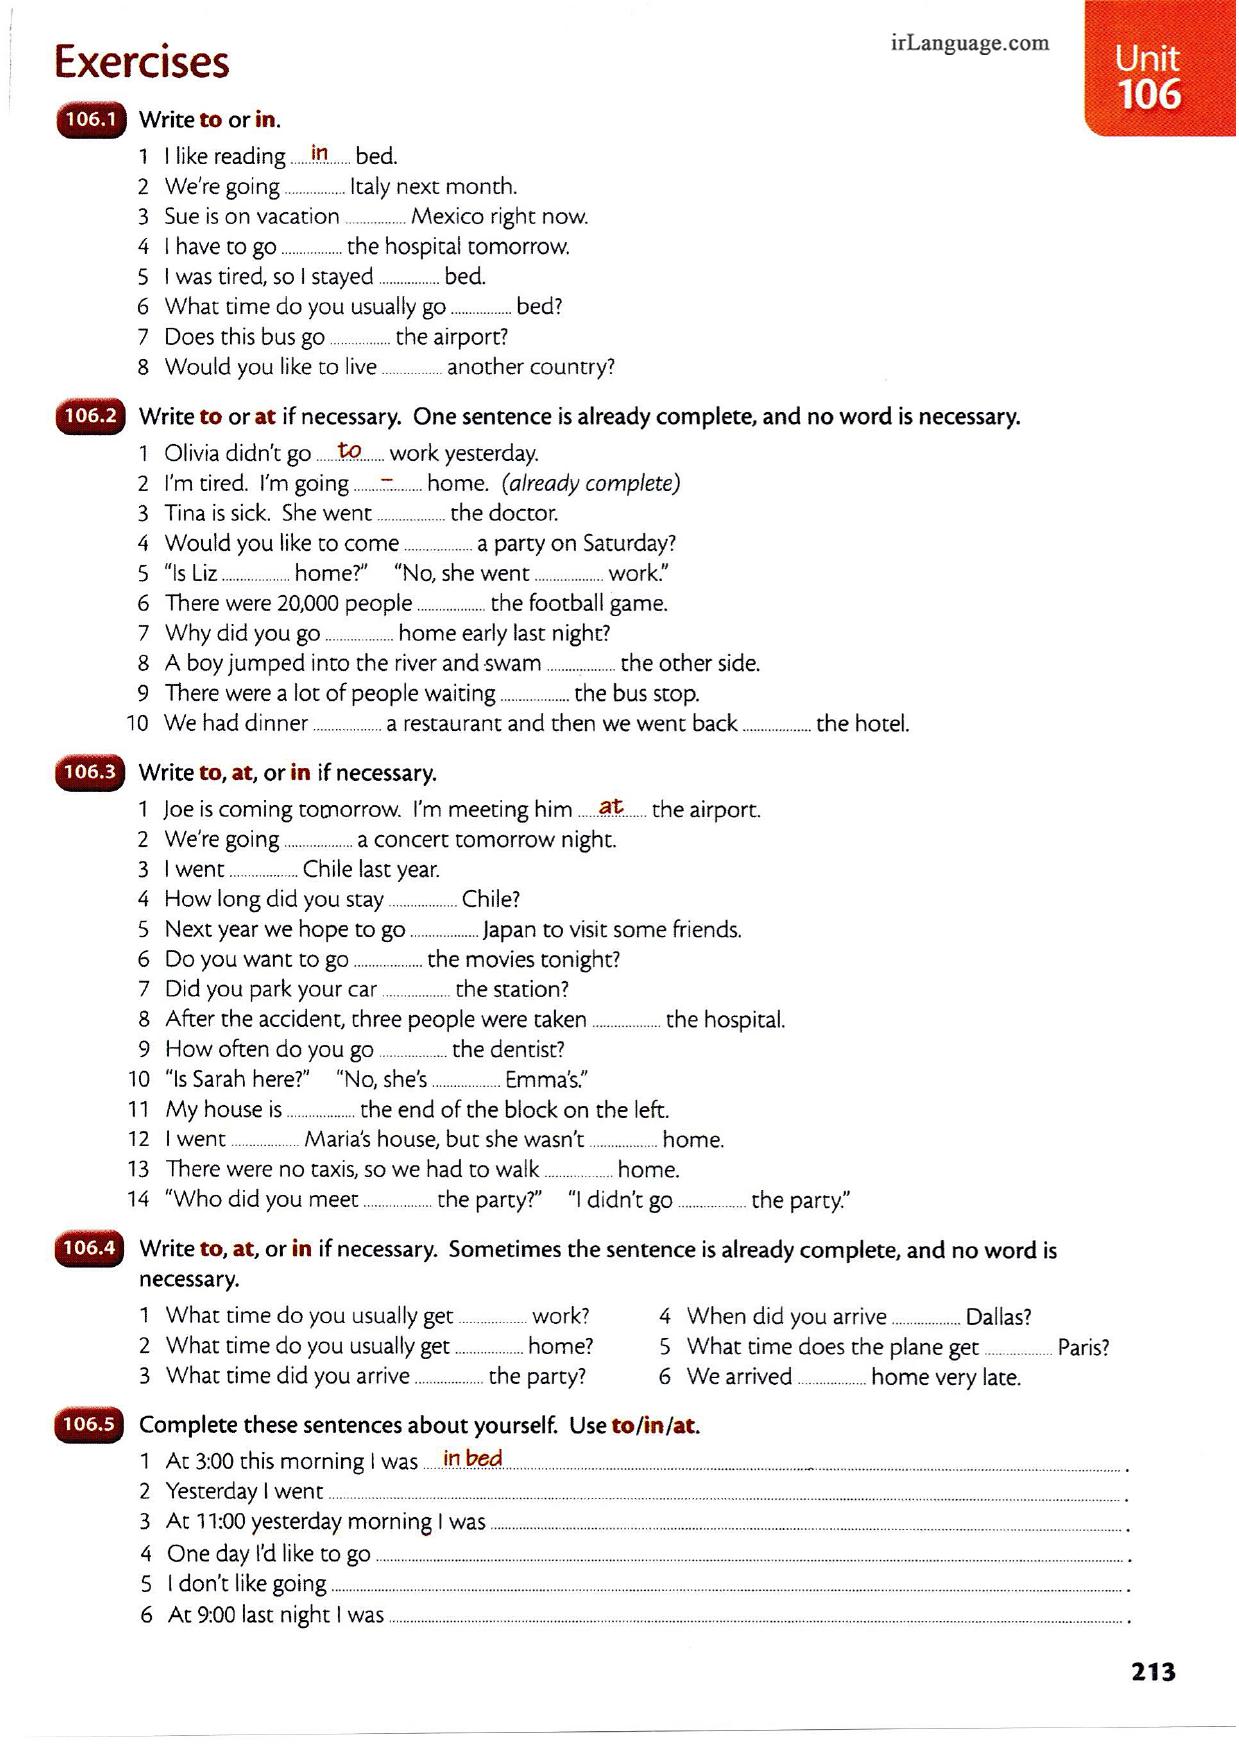 Exercises
irLanguage.com
Unit
106
106.1 Write to or in.
1 I like reading ......in...... bed.
2 We're going ................ Italy next month.
3 Sue is on vacation ................ Mexico right now.
4 I have to go ................ the hospital tomorrow.
5 I was tired, so I stayed ................ bed.
6 What time do you usually go ................ bed?
7 Does this bus go ................ the airport?
8 Would you like to live ................ another country?
106.2 Write to or at if necessary. One sentence is already complete, and no word is necessary.
1 Olivia didn't go ......to...... work yesterday.
2 I'm tired. I'm going ......–...... home. (already complete)
3 Tina is sick. She went ................ the doctor.
4 Would you like to come ................ a party on Saturday?
5 "Is Liz ................ home?" "No, she went ................ work."
6 There were 20,000 people ................ the football game.
7 Why did you go ................ home early last night?
8 A boy jumped into the river and swam ................ the other side.
9 There were a lot of people waiting ................ the bus stop.
10 We had dinner ................ a restaurant and then we went back ................ the hotel.
106.3 Write to, at, or in if necessary.
1 Joe is coming tomorrow. I'm meeting him ......at...... the airport.
2 We're going ................ a concert tomorrow night.
3 I went ................ Chile last year.
4 How long did you stay ................ Chile?
5 Next year we hope to go ................ Japan to visit some friends.
6 Do you want to go ................ the movies tonight?
7 Did you park your car ................ the station?
8 After the accident, three people were taken ................ the hospital.
9 How often do you go ................ the dentist?
10 "Is Sarah here?" "No, she's ................ Emma's."
11 My house is ................ the end of the block on the left.
12 I went ................ Maria's house, but she wasn't ................ home.
13 There were no taxis, so we had to walk ................ home.
14 "Who did you meet ................ the party?" "I didn't go ................ the party."
106.4 Write to, at, or in if necessary. Sometimes the sentence is already complete, and no word is
necessary.
1 What time do you usually get ................ work?
2 What time do you usually get ................ home?
3 What time did you arrive ................ the party?
4 When did you arrive ................ Dallas?
5 What time does the plane get ................ Paris?
6 We arrived ................ home very late.
106.5 Complete these sentences about yourself. Use to/in/at.
1 At 3:00 this morning I was ......in bed................ .
2 Yesterday I went ................ .
3 At 11:00 yesterday morning I was ................ .
4 One day I'd like to go ................ .
5 I don't like going ................ .
6 At 9:00 last night I was ................ .
213